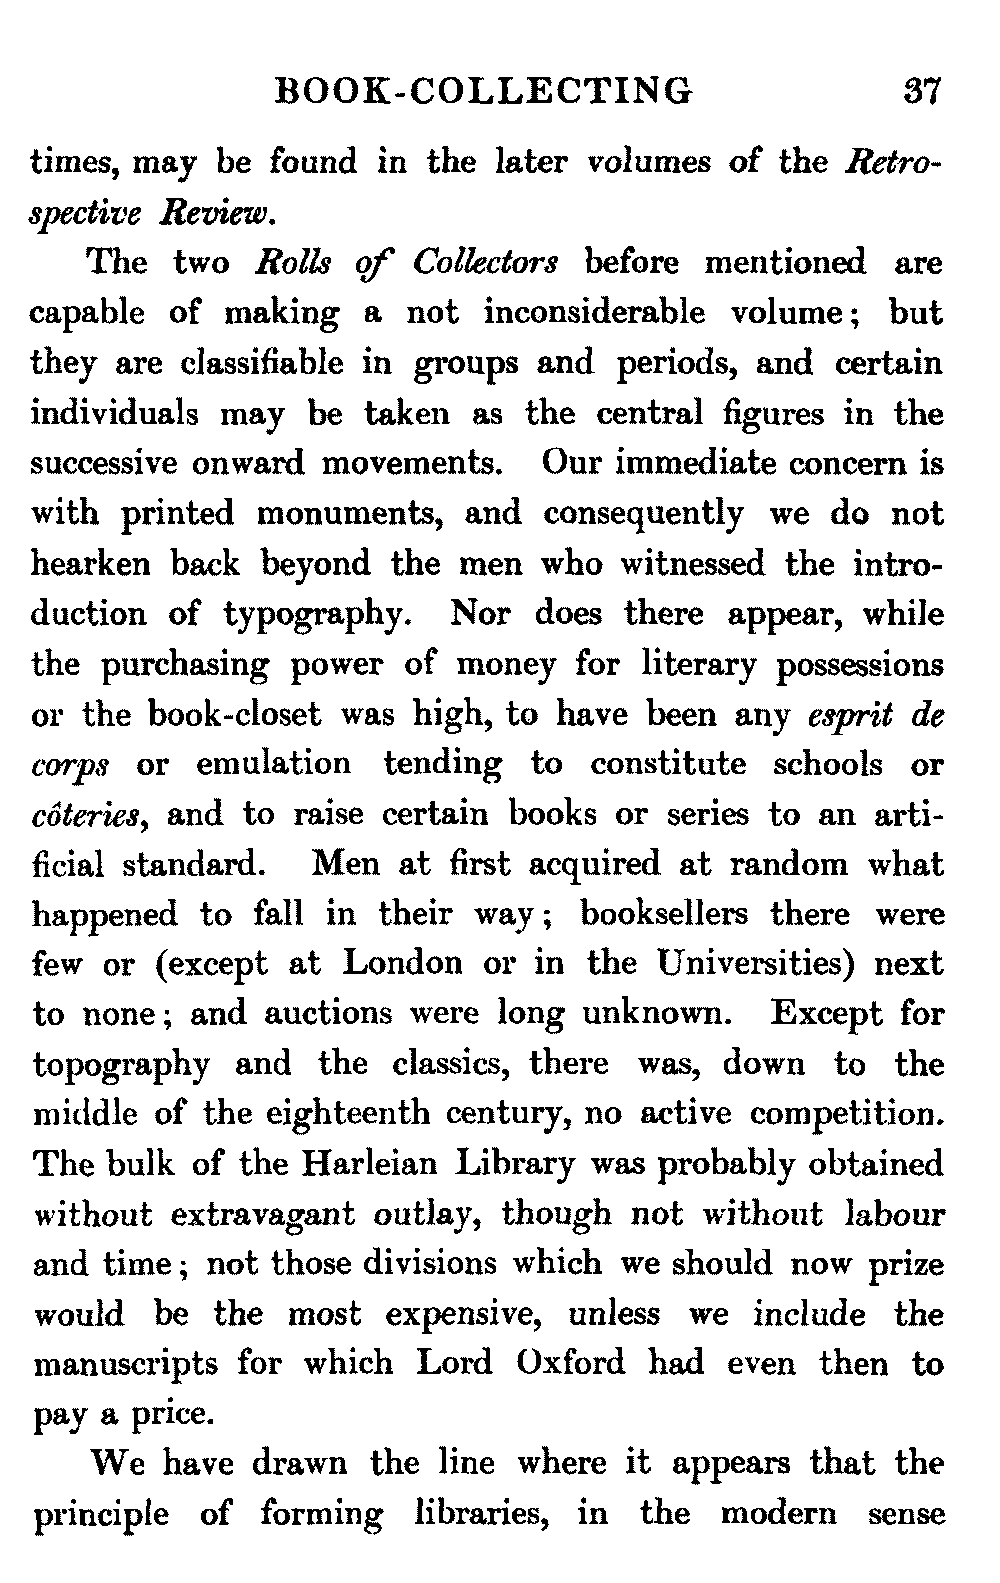 BOOK-COLLECTING 37
times, may be found in the later volumes of the Retro-
spective Review.
The two Rolls of Collectors before mentioned are
capable of making a not inconsiderable volume; but
they are classifiable in groups and periods, and certain
individuals may be taken as the central figures in the
successive onward movements. Our immediate concern is
with printed monuments, and consequently we do not
hearken back beyond the men who witnessed the intro-
duction of typography. Nor does there appear, while
the purchasing power of money for literary possessions
or the book-closet was high, to have been any esprit de
corps or emulation tending to constitute schools or
côteries, and to raise certain books or series to an arti-
ficial standard. Men at first acquired at random what
happened to fall in their way; booksellers there were
few or (except at London or in the Universities) next
to none; and auctions were long unknown. Except for
topography and the classics, there was, down to the
middle of the eighteenth century, no active competition.
The bulk of the Harleian Library was probably obtained
without extravagant outlay, though not without labour
and time; not those divisions which we should now prize
would be the most expensive, unless we include the
manuscripts for which Lord Oxford had even then to
pay a price.
We have drawn the line where it appears that the
principle of forming libraries, in the modern sense